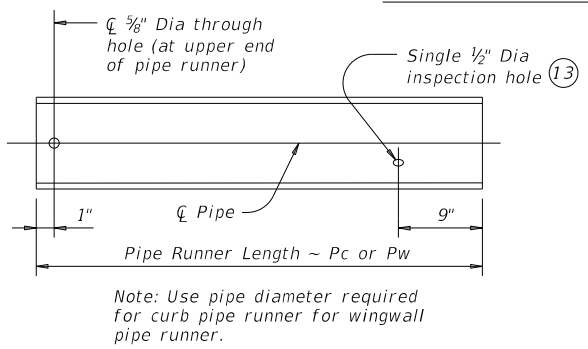 ℄ ⅝" Dia through
hole (at upper end
of pipe runner)
Single ½" Dia
inspection hole 13
℄ Pipe
1"
9"
Pipe Runner Length ~ Pc or Pw
Note: Use pipe diameter required
for curb pipe runner for wingwall
pipe runner.